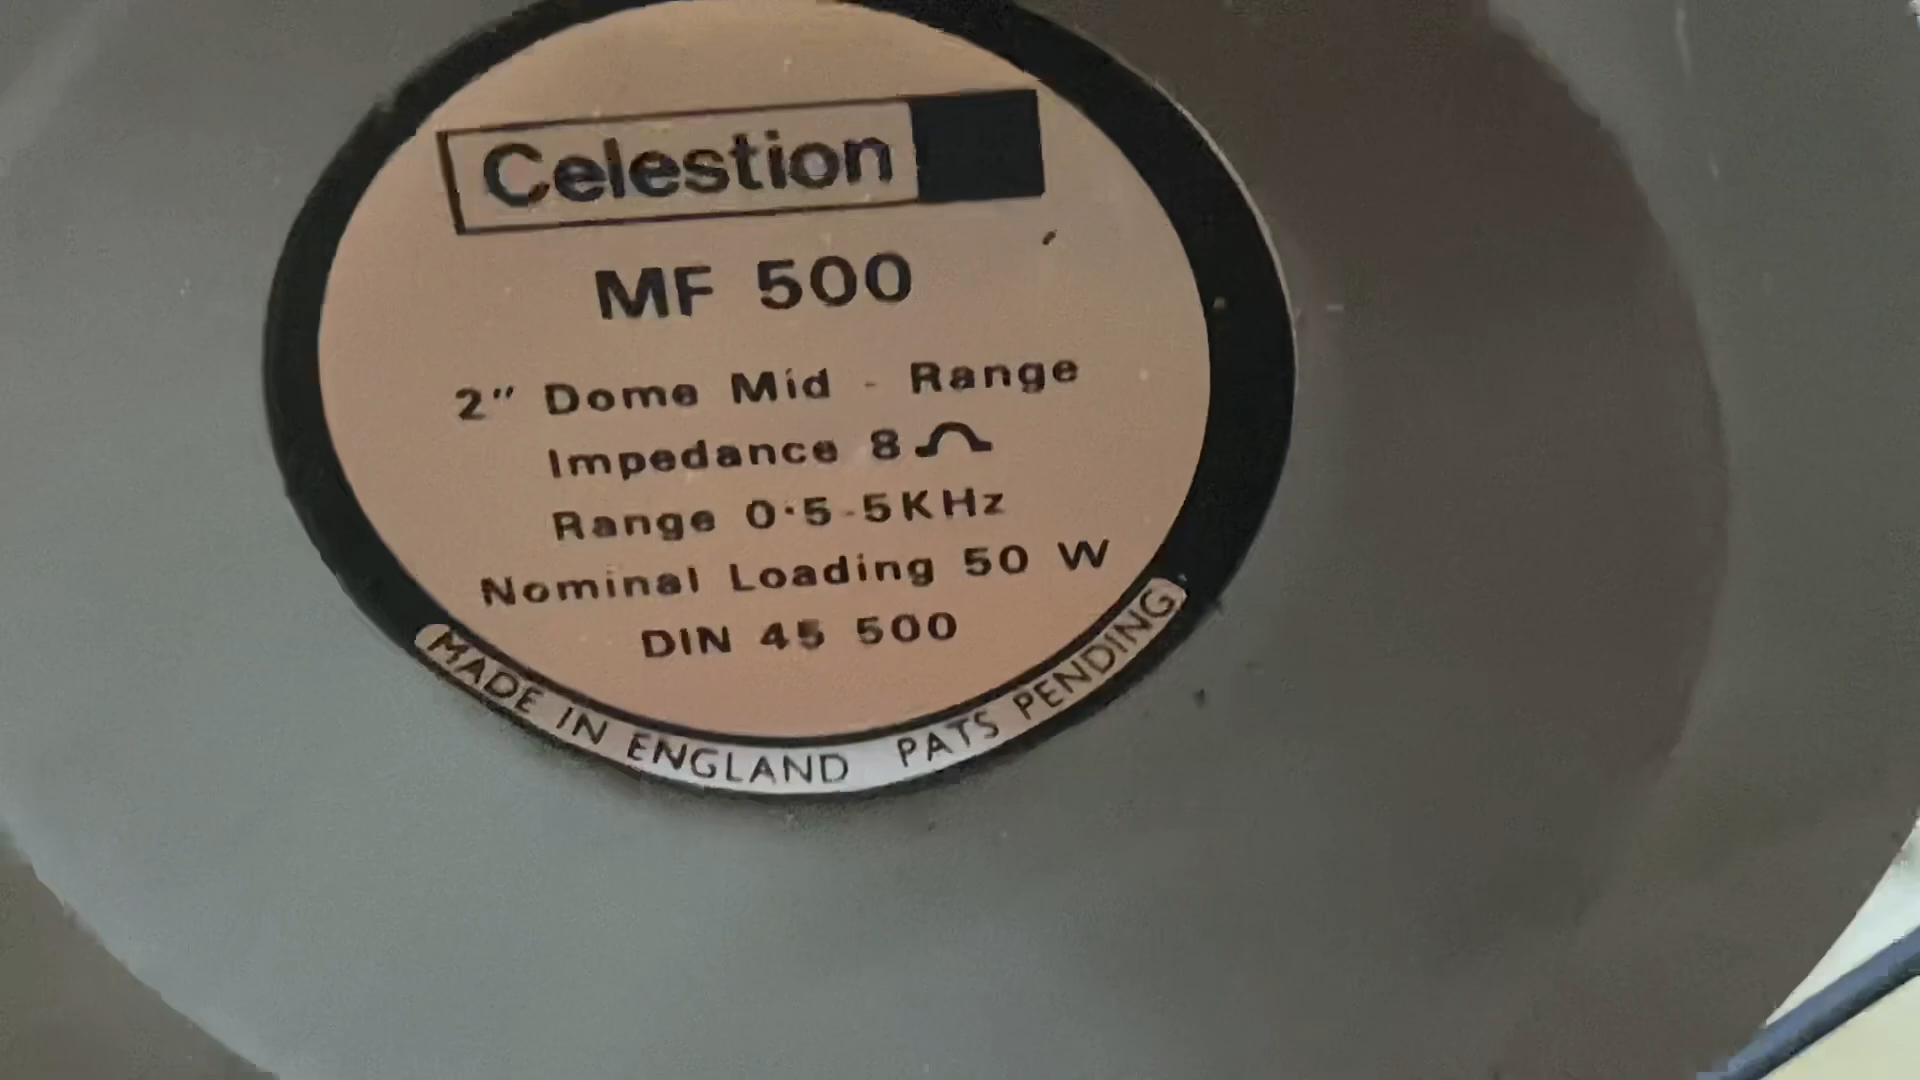 Celestion
MF 500
2" Dome Mid - Range
Impedance 8 Ω
Range 0·5-5KHz
Nominal Loading 50 W
DIN 45 500
MADE IN ENGLAND PATS PENDING